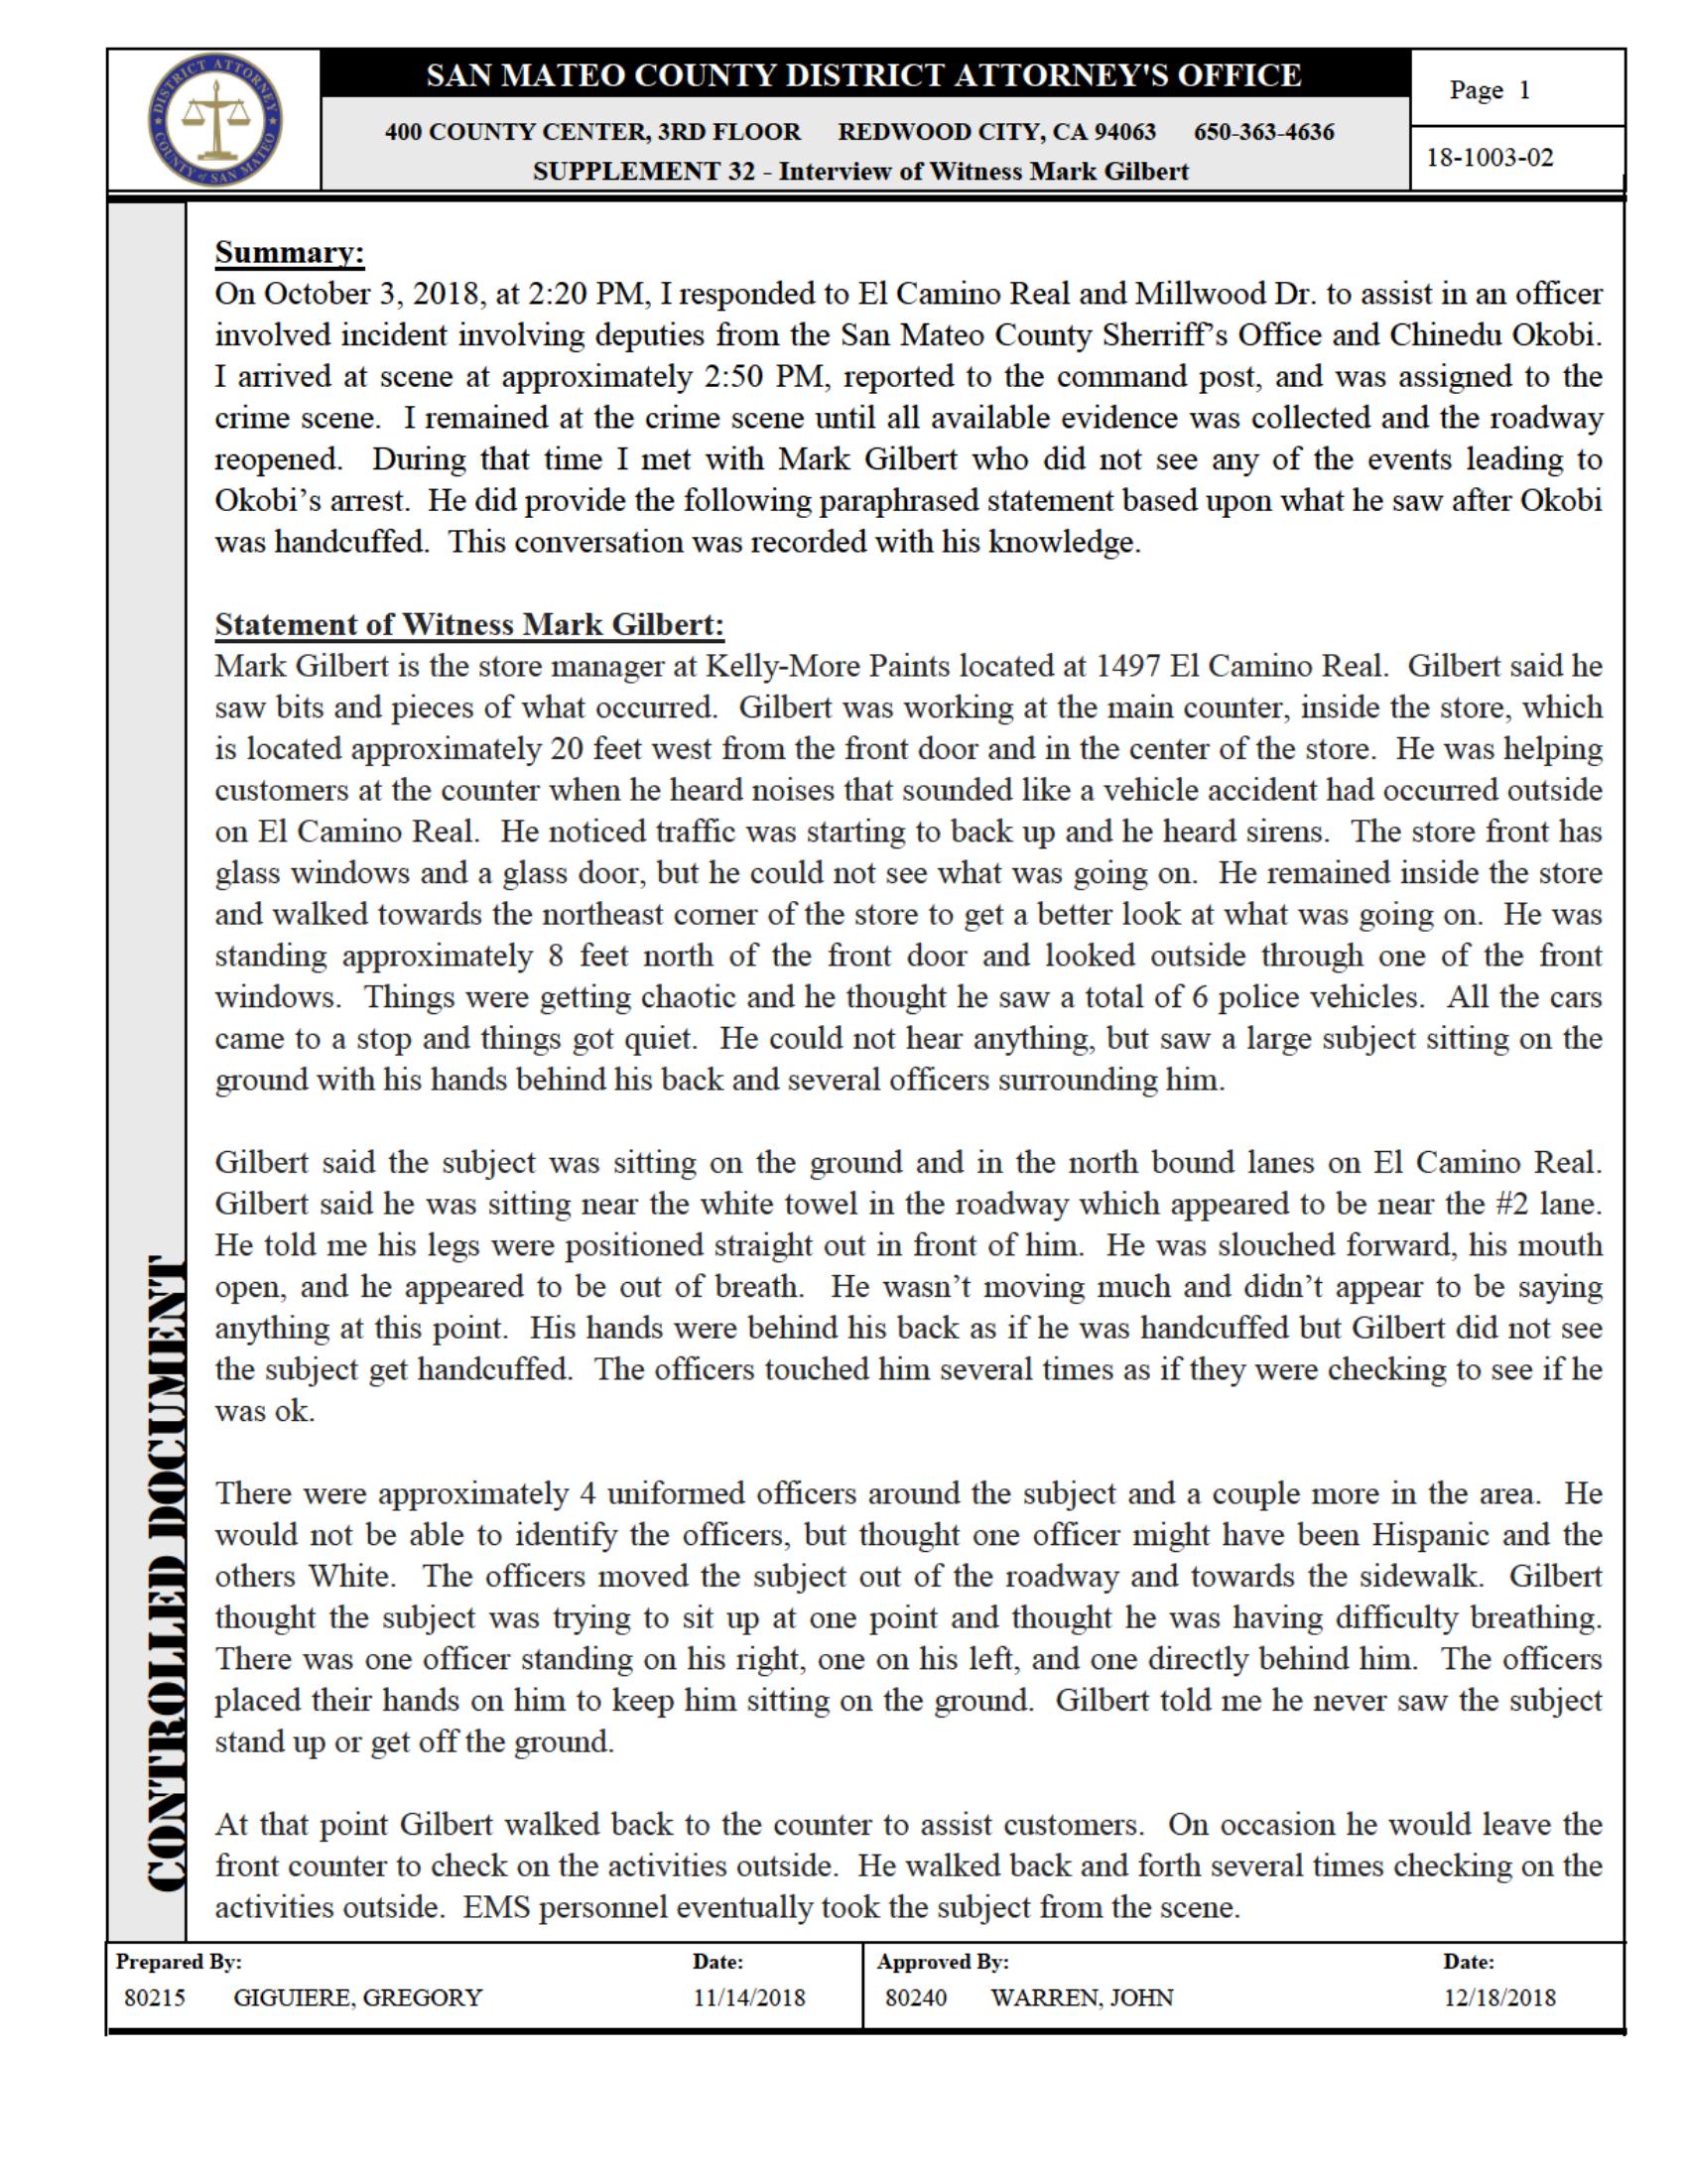 DISTRICT ATTORNEY
COUNTY of SAN MATEO
SAN MATEO COUNTY DISTRICT ATTORNEY'S OFFICE
400 COUNTY CENTER, 3RD FLOOR REDWOOD CITY, CA 94063 650-363-4636
SUPPLEMENT 32 - Interview of Witness Mark Gilbert
Page 1
18-1003-02
Summary:
On October 3, 2018, at 2:20 PM, I responded to El Camino Real and Millwood Dr. to assist in an officer
involved incident involving deputies from the San Mateo County Sherriff's Office and Chinedu Okobi.
I arrived at scene at approximately 2:50 PM, reported to the command post, and was assigned to the
crime scene. I remained at the crime scene until all available evidence was collected and the roadway
reopened. During that time I met with Mark Gilbert who did not see any of the events leading to
Okobi's arrest. He did provide the following paraphrased statement based upon what he saw after Okobi
was handcuffed. This conversation was recorded with his knowledge.
Statement of Witness Mark Gilbert:
Mark Gilbert is the store manager at Kelly-More Paints located at 1497 El Camino Real. Gilbert said he
saw bits and pieces of what occurred. Gilbert was working at the main counter, inside the store, which
is located approximately 20 feet west from the front door and in the center of the store. He was helping
customers at the counter when he heard noises that sounded like a vehicle accident had occurred outside
on El Camino Real. He noticed traffic was starting to back up and he heard sirens. The store front has
glass windows and a glass door, but he could not see what was going on. He remained inside the store
and walked towards the northeast corner of the store to get a better look at what was going on. He was
standing approximately 8 feet north of the front door and looked outside through one of the front
windows. Things were getting chaotic and he thought he saw a total of 6 police vehicles. All the cars
came to a stop and things got quiet. He could not hear anything, but saw a large subject sitting on the
ground with his hands behind his back and several officers surrounding him.
Gilbert said the subject was sitting on the ground and in the north bound lanes on El Camino Real.
Gilbert said he was sitting near the white towel in the roadway which appeared to be near the #2 lane.
He told me his legs were positioned straight out in front of him. He was slouched forward, his mouth
open, and he appeared to be out of breath. He wasn't moving much and didn't appear to be saying
anything at this point. His hands were behind his back as if he was handcuffed but Gilbert did not see
the subject get handcuffed. The officers touched him several times as if they were checking to see if he
was ok.
There were approximately 4 uniformed officers around the subject and a couple more in the area. He
would not be able to identify the officers, but thought one officer might have been Hispanic and the
others White. The officers moved the subject out of the roadway and towards the sidewalk. Gilbert
thought the subject was trying to sit up at one point and thought he was having difficulty breathing.
There was one officer standing on his right, one on his left, and one directly behind him. The officers
placed their hands on him to keep him sitting on the ground. Gilbert told me he never saw the subject
stand up or get off the ground.
At that point Gilbert walked back to the counter to assist customers. On occasion he would leave the
front counter to check on the activities outside. He walked back and forth several times checking on the
activities outside. EMS personnel eventually took the subject from the scene.
CONTROLLED DOCUMENT
Prepared By: Date: Approved By: Date:
80215 GIGUIERE, GREGORY 11/14/2018 80240 WARREN, JOHN 12/18/2018